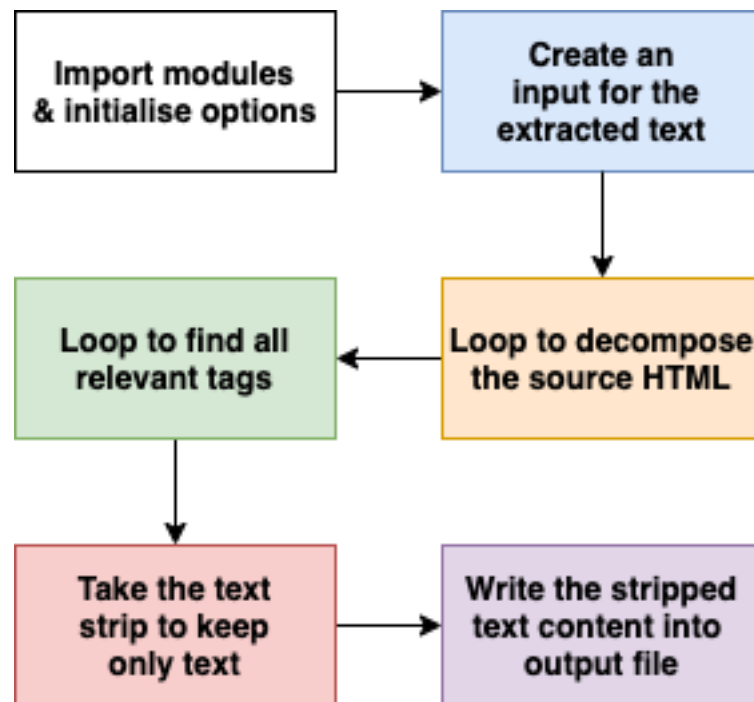 Import modules
& initialise options
Create an
input for the
extracted text
Loop to decompose
the source HTML
Loop to find all
relevant tags
Take the text
strip to keep
only text
Write the stripped
text content into
output file